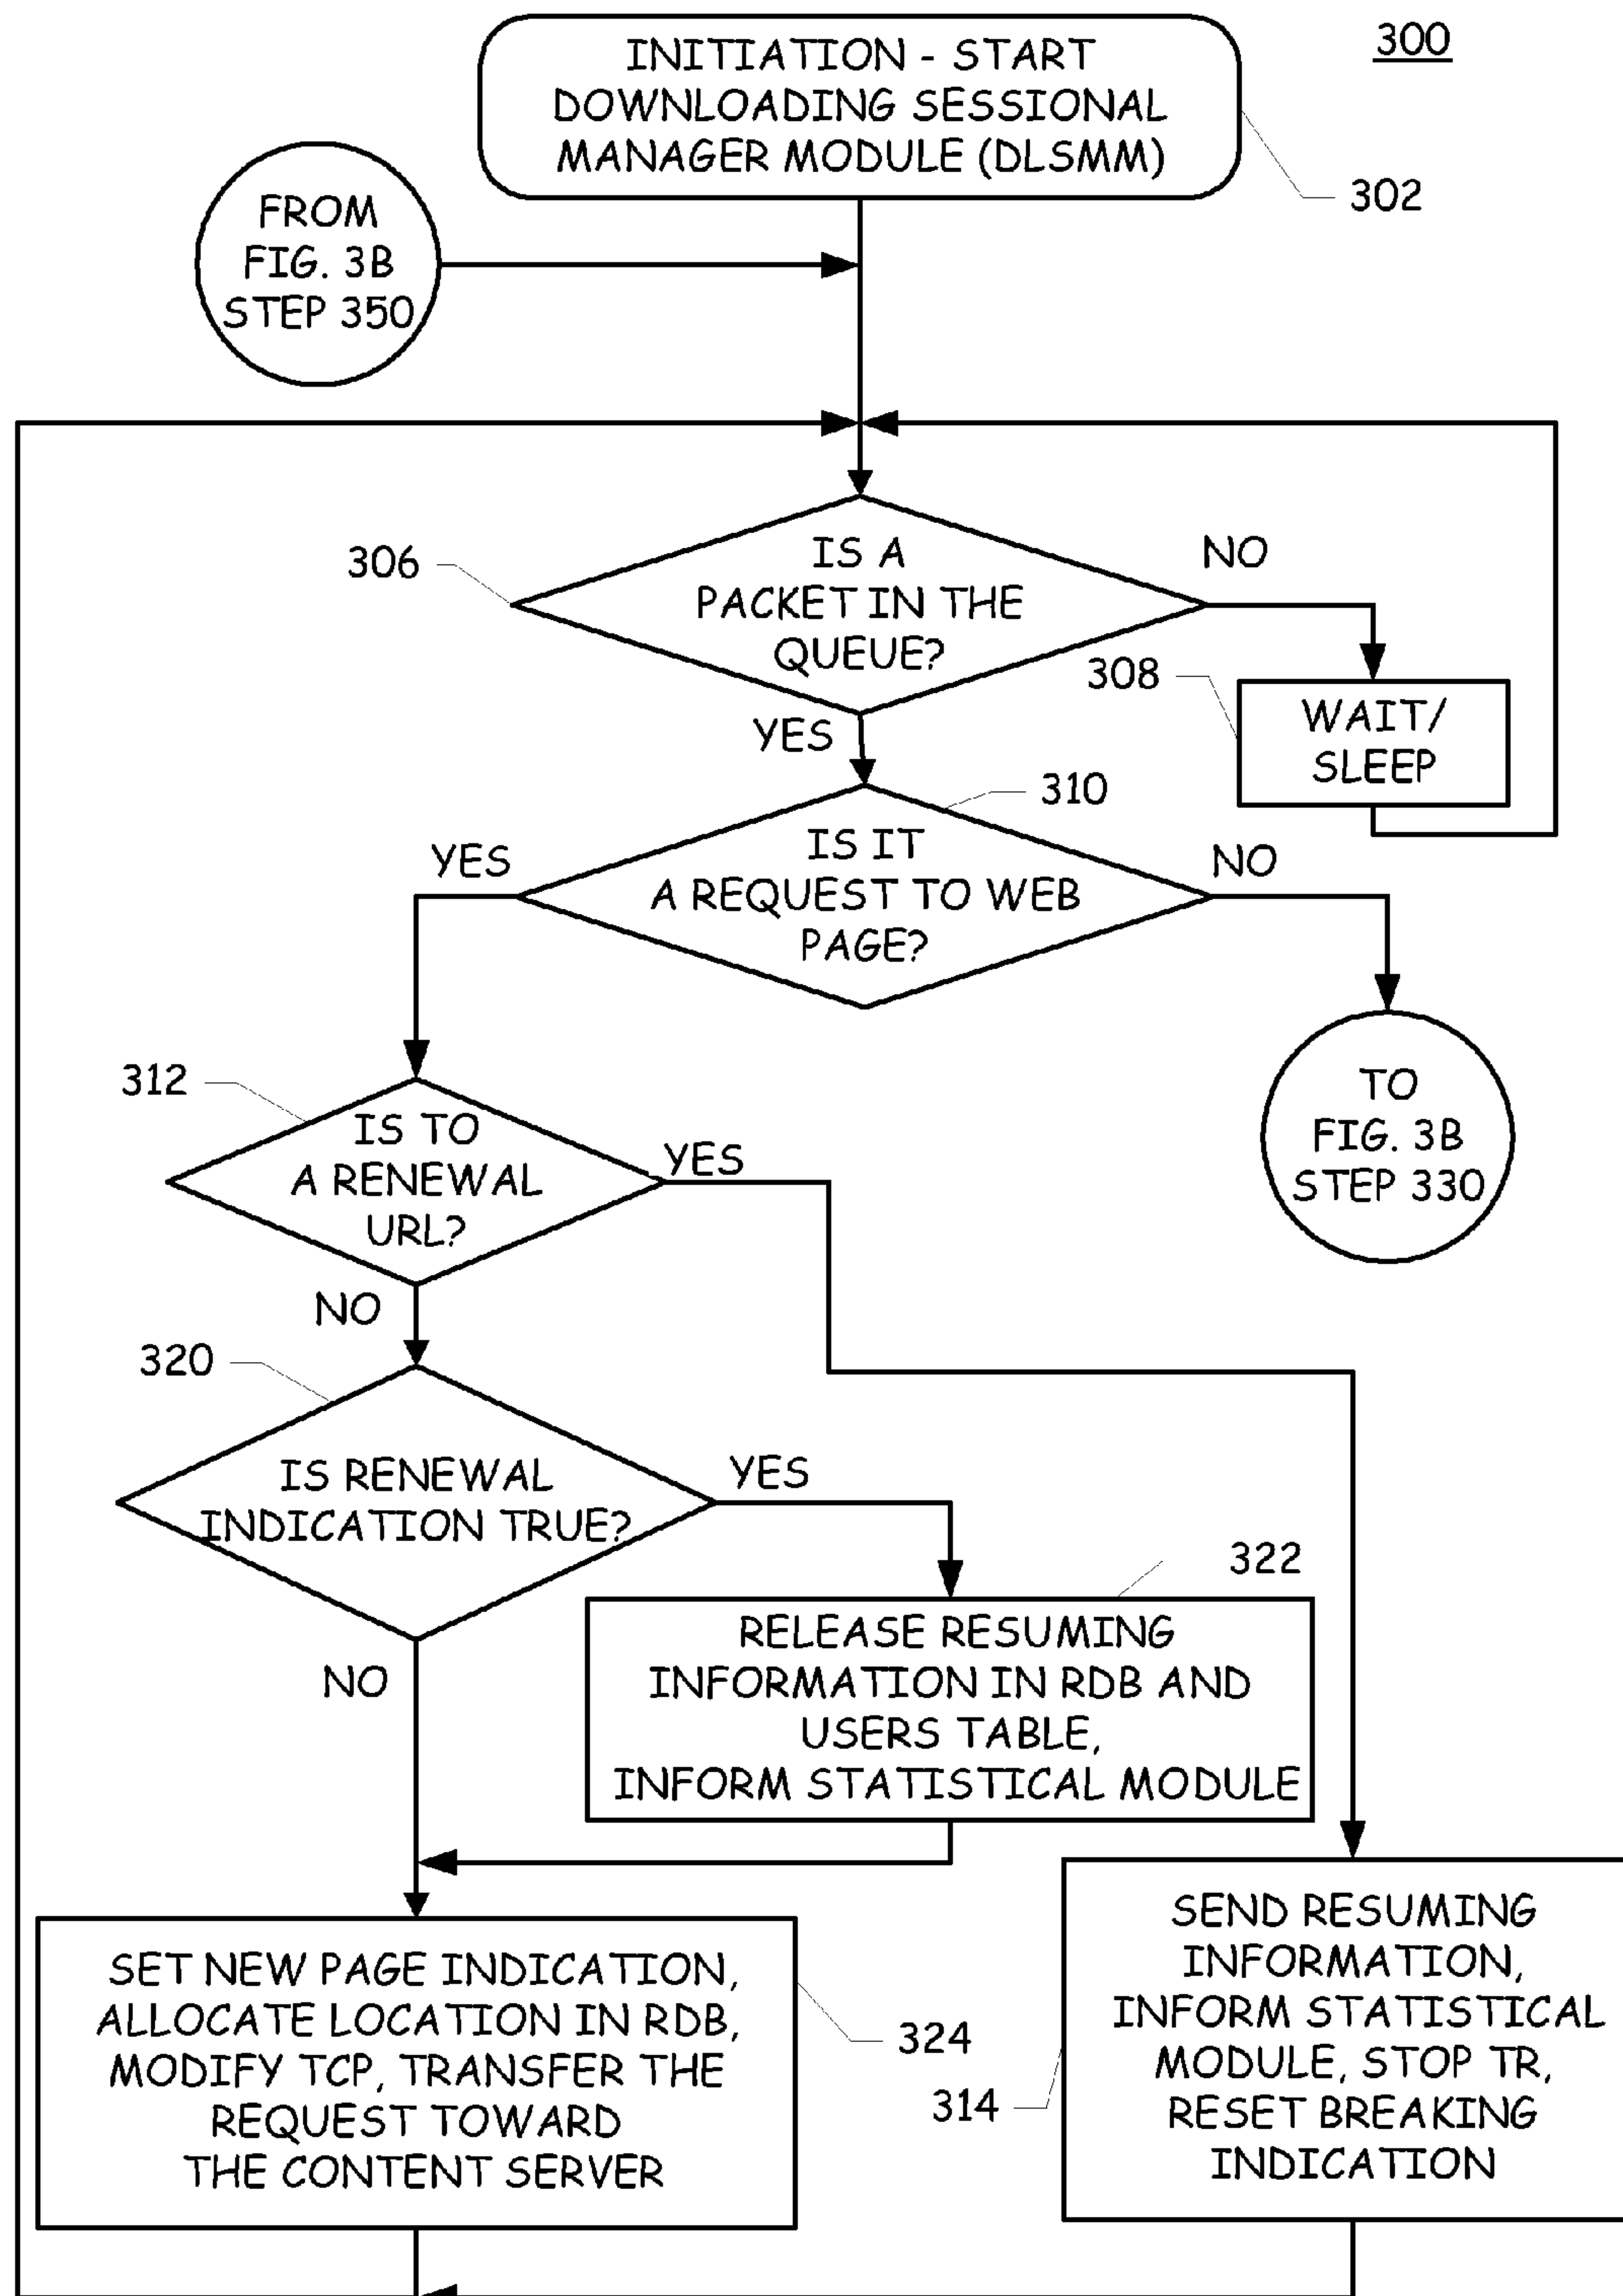 300
INITIATION - START
DOWNLOADING SESSIONAL
MANAGER MODULE (DLSMM)
302
FROM
FIG. 3B
STEP 350
306
IS A
PACKET IN THE
QUEUE?
NO
308
WAIT/
SLEEP
YES
310
IS IT
A REQUEST TO WEB
PAGE?
YES
NO
312
IS TO
A RENEWAL
URL?
YES
TO
FIG. 3B
STEP 330
NO
320
IS RENEWAL
INDICATION TRUE?
YES
322
RELEASE RESUMING
INFORMATION IN RDB AND
USERS TABLE,
INFORM STATISTICAL MODULE
NO
SET NEW PAGE INDICATION,
ALLOCATE LOCATION IN RDB,
MODIFY TCP, TRANSFER THE
REQUEST TOWARD
THE CONTENT SERVER
324
314
SEND RESUMING
INFORMATION,
INFORM STATISTICAL
MODULE, STOP TR,
RESET BREAKING
INDICATION